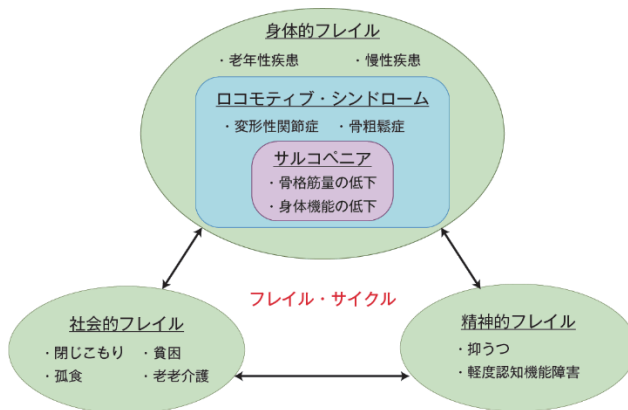 身体的フレイル
・老年性疾患　・慢性疾患
ロコモティブ・シンドローム
・変形性関節症　・骨粗鬆症
サルコペニア
・骨格筋量の低下
・身体機能の低下
フレイル・サイクル
社会的フレイル
・閉じこもり　・貧困
・孤食　・老老介護
精神的フレイル
・抑うつ
・軽度認知機能障害